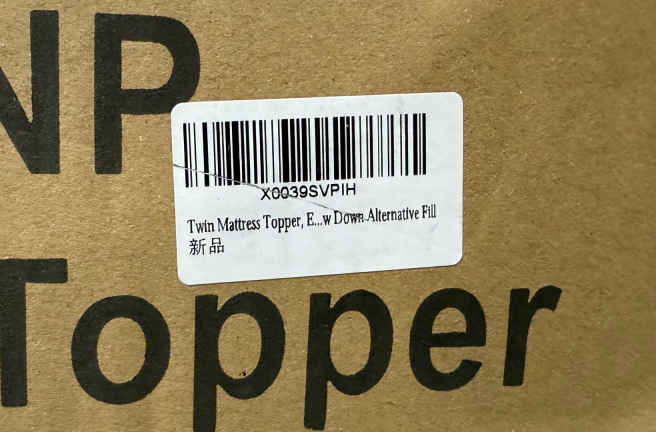 NP
X0039SVPIH
Twin Mattress Topper, E...w Down Alternative Fill
新品
Topper